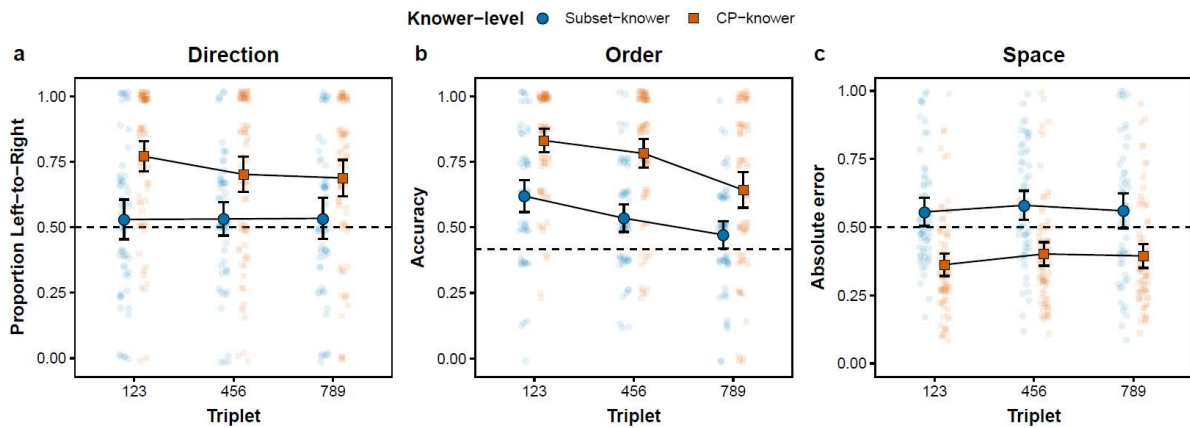 Knower-level Subset-knower CP-knower
a Direction
Proportion Left-to-Right
1.00
0.75
0.50
0.25
0.00
123 456 789
Triplet
b Order
Accuracy
1.00
0.75
0.50
0.25
0.00
123 456 789
Triplet
c Space
Absolute error
1.00
0.75
0.50
0.25
0.00
123 456 789
Triplet